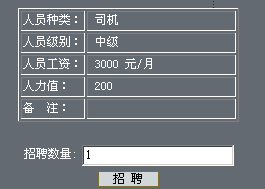 人员种类： 司机
人员级别： 中级
人员工资： 3000 元/月
人力值： 200
备　注：
招聘数量: 1
招 聘